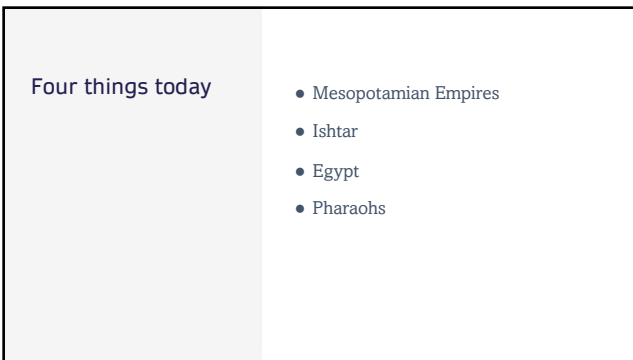 Four things today
● Mesopotamian Empires
● Ishtar
● Egypt
● Pharaohs